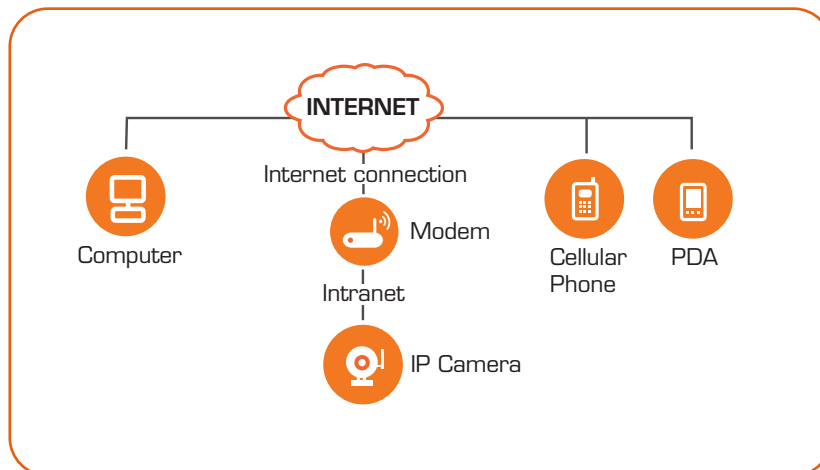 INTERNET
Internet connection
Computer
Modem
Cellular
Phone
PDA
Intranet
IP Camera